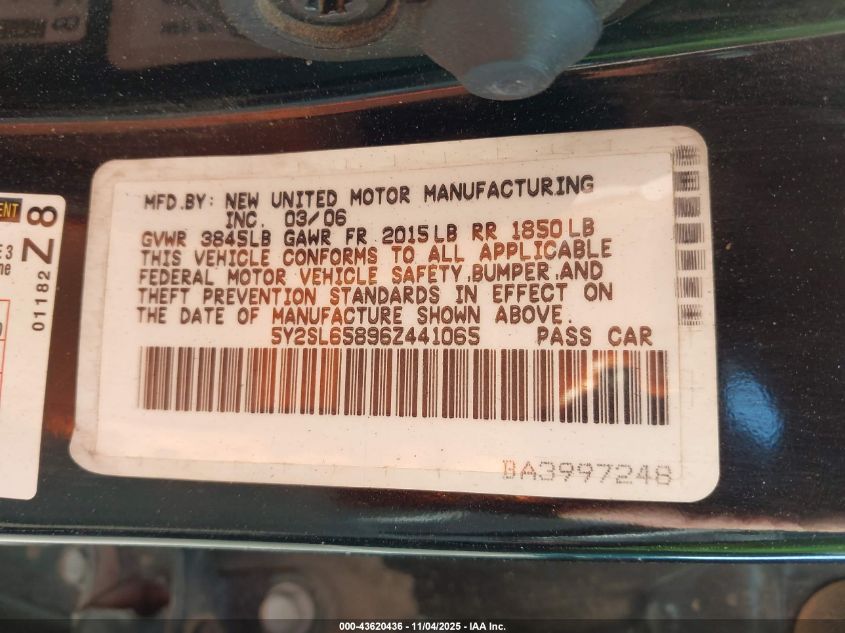 MFD.BY: NEW UNITED MOTOR MANUFACTURING
INC. 03/06
GVWR 3845LB GAWR FR 2015LB RR 1850LB
THIS VEHICLE CONFORMS TO ALL APPLICABLE
FEDERAL MOTOR VEHICLE SAFETY,BUMPER,AND
THEFT PREVENTION STANDARDS IN EFFECT ON
THE DATE OF MANUFACTURE SHOWN ABOVE.
5Y2SL65896Z441065 PASS CAR
BA3997248
Z8
01182
000-43620436 - 11/04/2025 - IAA Inc.